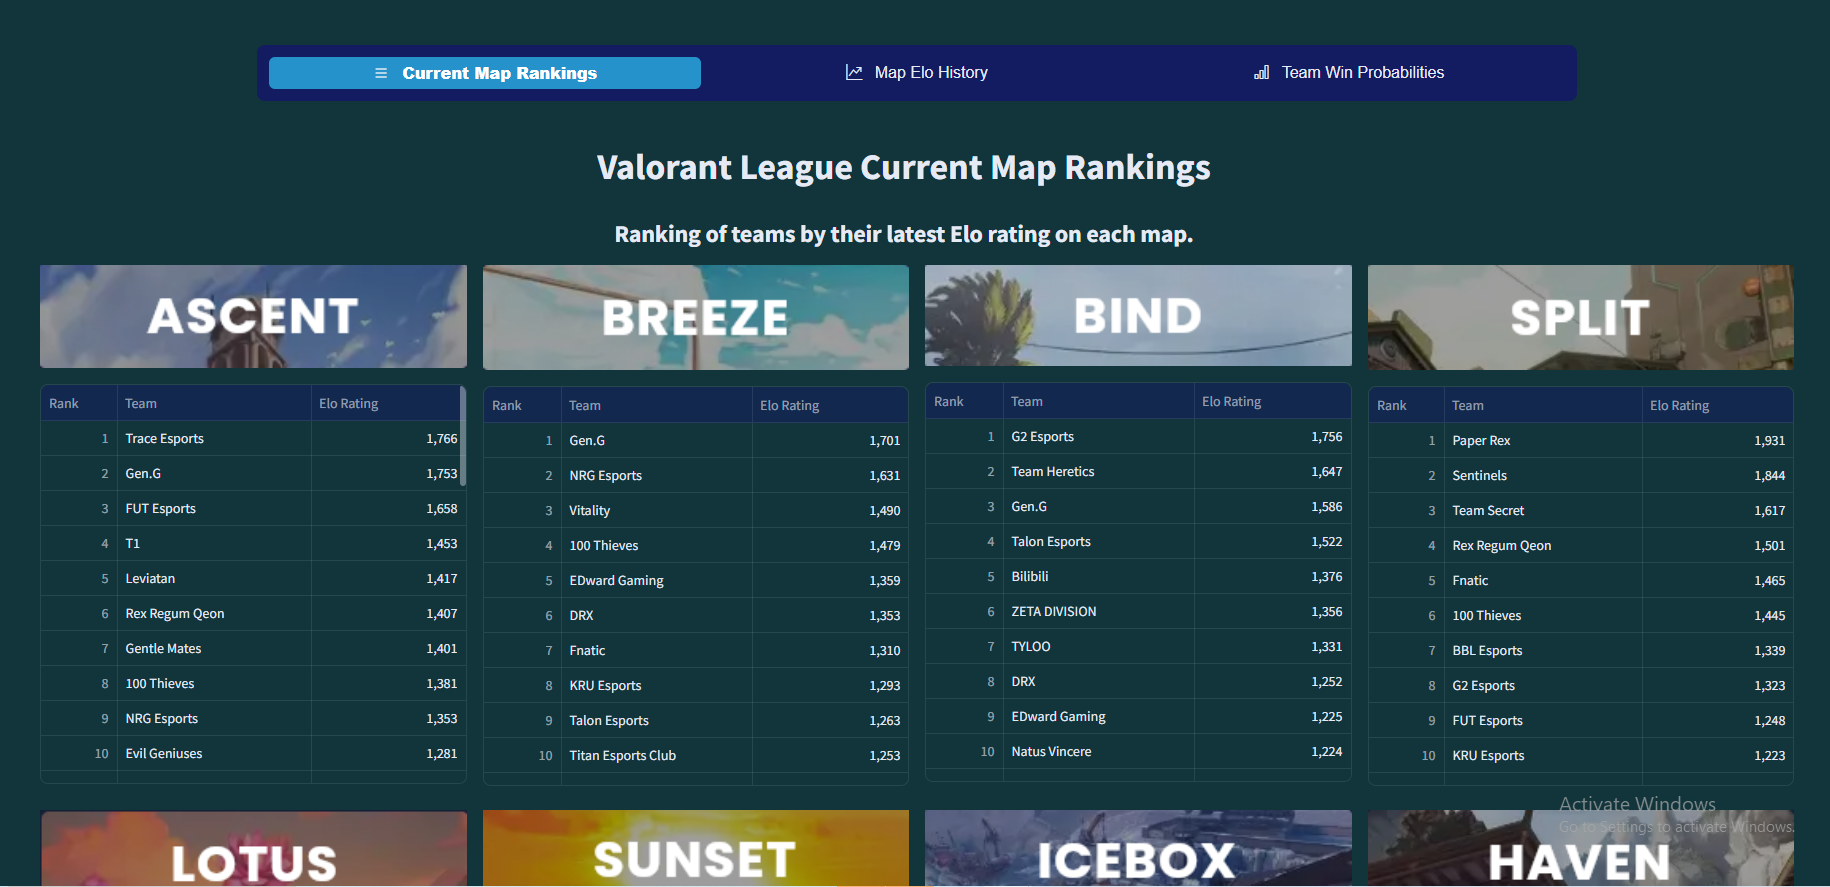 Current Map Rankings
Map Elo History
Team Win Probabilities
Valorant League Current Map Rankings
Ranking of teams by their latest Elo rating on each map.
ASCENT
Rank Team Elo Rating
1 Trace Esports 1,766
2 Gen.G 1,753
3 FUT Esports 1,658
4 T1 1,453
5 Leviatan 1,417
6 Rex Regum Qeon 1,407
7 Gentle Mates 1,401
8 100 Thieves 1,381
9 NRG Esports 1,353
10 Evil Geniuses 1,281
BREEZE
Rank Team Elo Rating
1 Gen.G 1,701
2 NRG Esports 1,631
3 Vitality 1,490
4 100 Thieves 1,479
5 EDward Gaming 1,359
6 DRX 1,353
7 Fnatic 1,310
8 KRU Esports 1,293
9 Talon Esports 1,263
10 Titan Esports Club 1,253
BIND
Rank Team Elo Rating
1 G2 Esports 1,756
2 Team Heretics 1,647
3 Gen.G 1,586
4 Talon Esports 1,522
5 Bilibili 1,376
6 ZETA DIVISION 1,356
7 TYLOO 1,331
8 DRX 1,252
9 EDward Gaming 1,225
10 Natus Vincere 1,224
SPLIT
Rank Team Elo Rating
1 Paper Rex 1,931
2 Sentinels 1,844
3 Team Secret 1,617
4 Rex Regum Qeon 1,501
5 Fnatic 1,465
6 100 Thieves 1,445
7 BBL Esports 1,339
8 G2 Esports 1,323
9 FUT Esports 1,248
10 KRU Esports 1,223
LOTUS
SUNSET
ICEBOX
HAVEN
Activate Windows
Go to Settings to activate Windows.